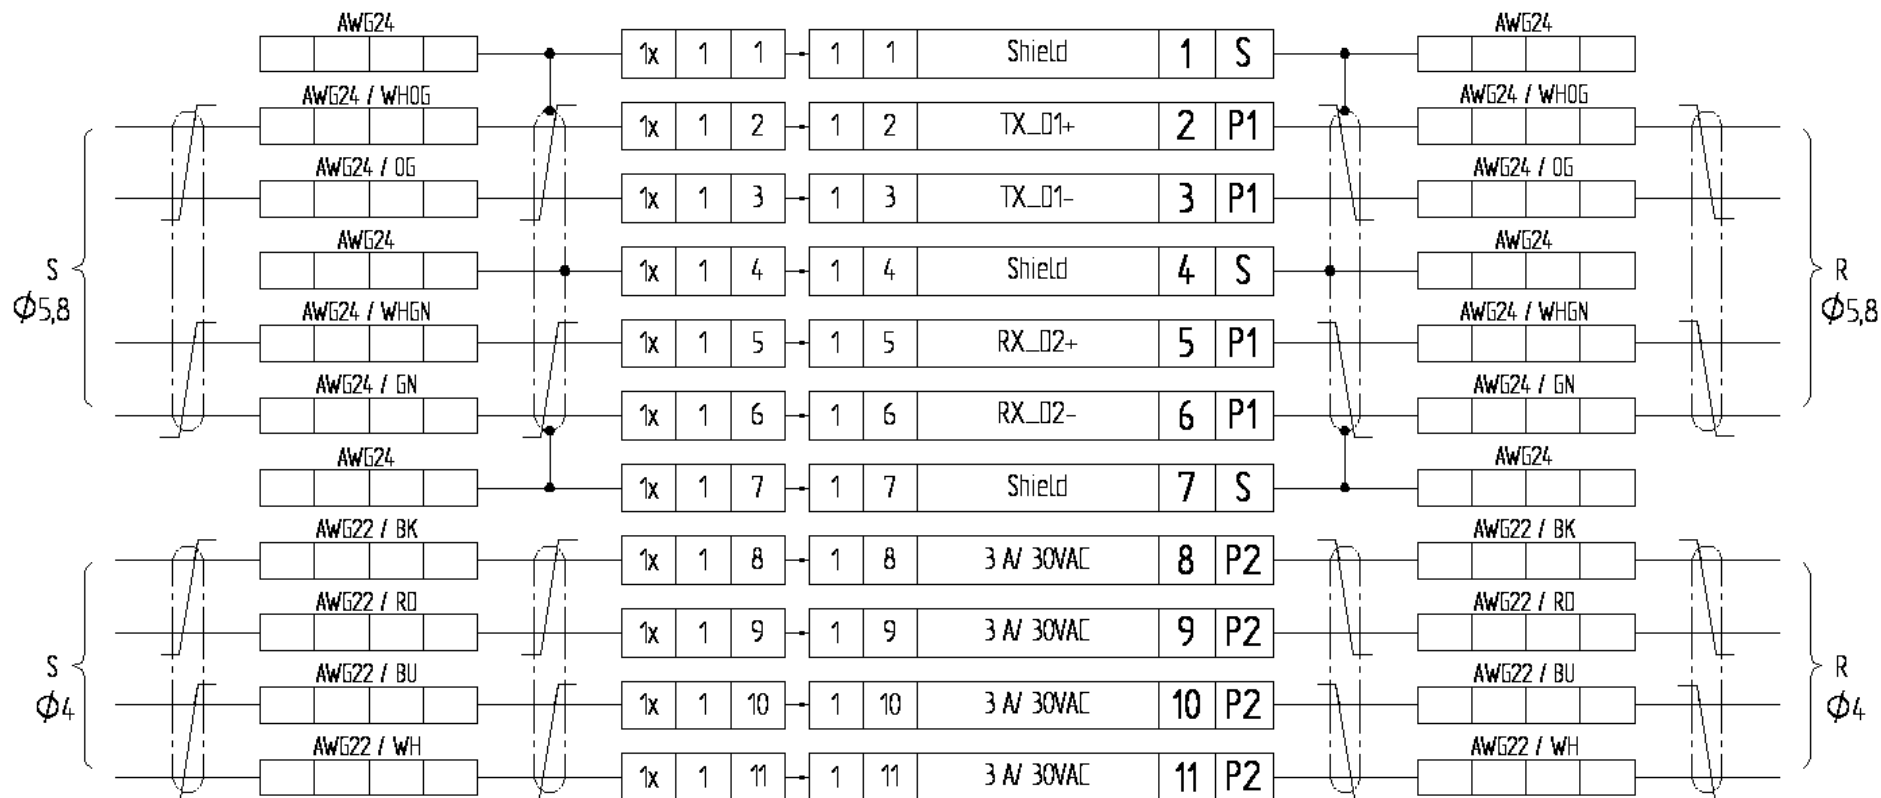 AWG24 AWG24
1x 1 1 1 1 Shield 1 S
AWG24 / WHOG AWG24 / WHOG
1x 1 2 1 2 TX_01+ 2 P1
AWG24 / OG AWG24 / OG
1x 1 3 1 3 TX_01- 3 P1
AWG24 AWG24
S 1x 1 4 1 4 Shield 4 S R
Φ5,8 AWG24 / WHGN AWG24 / WHGN Φ5,8
1x 1 5 1 5 RX_02+ 5 P1
AWG24 / GN AWG24 / GN
1x 1 6 1 6 RX_02- 6 P1
AWG24 AWG24
1x 1 7 1 7 Shield 7 S
AWG22 / BK AWG22 / BK
1x 1 8 1 8 3 A/ 30VAC 8 P2
AWG22 / RD AWG22 / RD
1x 1 9 1 9 3 A/ 30VAC 9 P2
S AWG22 / BU AWG22 / BU R
Φ4 1x 1 10 1 10 3 A/ 30VAC 10 P2 Φ4
AWG22 / WH AWG22 / WH
1x 1 11 1 11 3 A/ 30VAC 11 P2